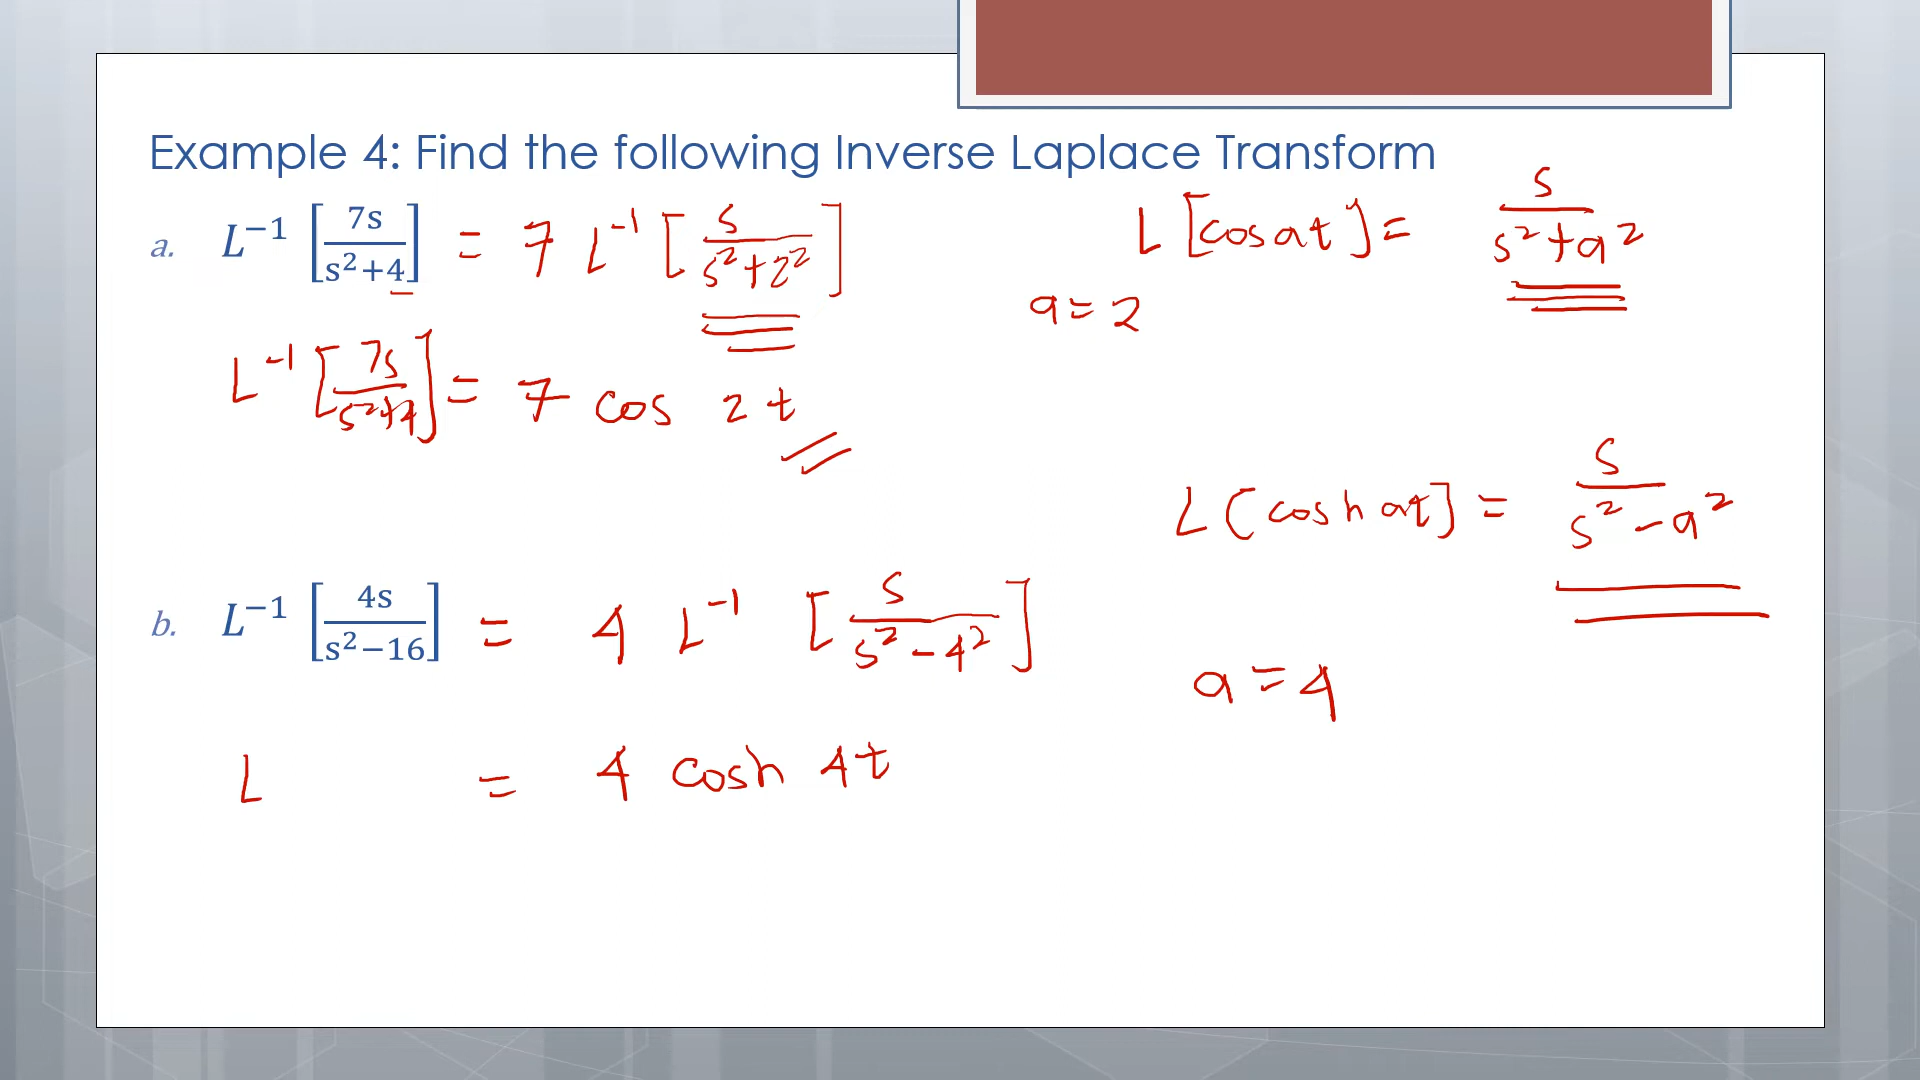 Example 4: Find the following Inverse Laplace Transform
a. L⁻¹ [7s / s²+4] = 7 L⁻¹ [s / s²+2²]
L [cos at] = s / s²+a²
a = 2
L⁻¹ [7s / s²+4] = 7 cos 2t
L [cosh at] = s / s²-a²
b. L⁻¹ [4s / s²−16] = 4 L⁻¹ [s / s²-4²]
a = 4
L = 4 cosh 4t